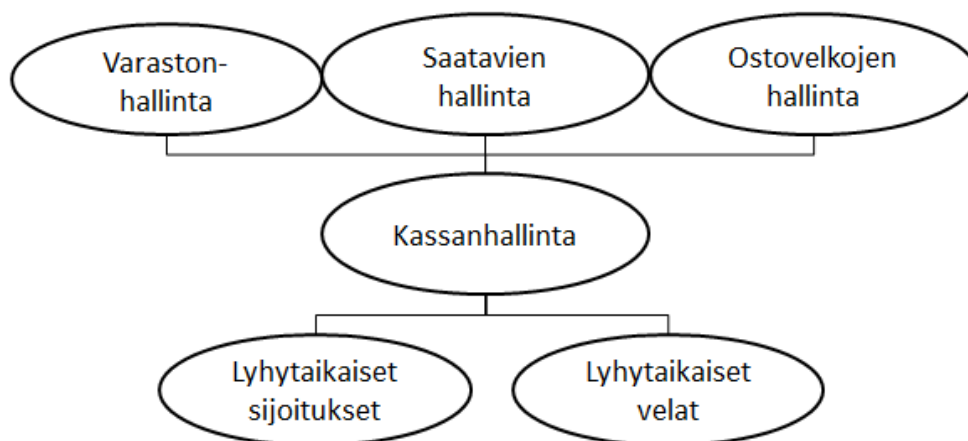 Varaston-
hallinta
Saatavien
hallinta
Ostovelkojen
hallinta
Kassanhallinta
Lyhytaikaiset
sijoitukset
Lyhytaikaiset
velat